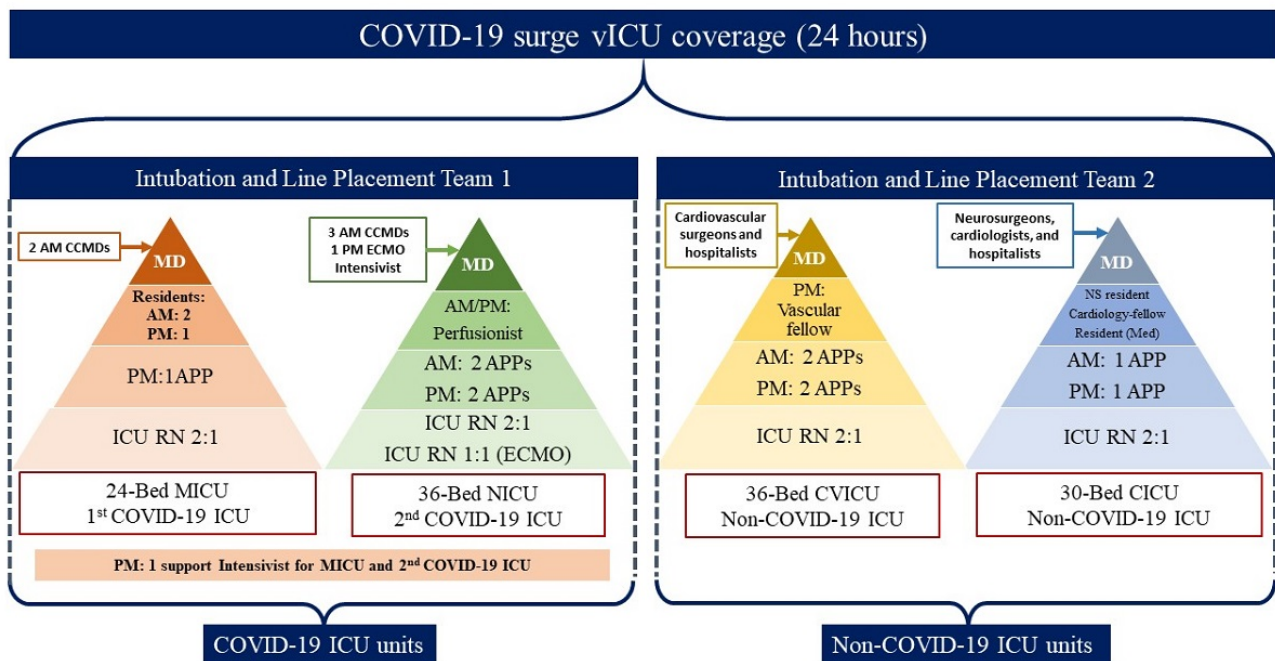 COVID-19 surge vICU coverage (24 hours)
Intubation and Line Placement Team 1
2 AM CCMDs
MD
Residents:
AM: 2
PM: 1
PM:1APP
ICU RN 2:1
24-Bed MICU
1st COVID-19 ICU
3 AM CCMDs
1 PM ECMO
Intensivist
MD
AM/PM:
Perfusionist
AM: 2 APPs
PM: 2 APPs
ICU RN 2:1
ICU RN 1:1 (ECMO)
36-Bed NICU
2nd COVID-19 ICU
PM: 1 support Intensivist for MICU and 2nd COVID-19 ICU
COVID-19 ICU units
Intubation and Line Placement Team 2
Cardiovascular
surgeons and
hospitalists
MD
PM:
Vascular
fellow
AM: 2 APPs
PM: 2 APPs
ICU RN 2:1
36-Bed CVICU
Non-COVID-19 ICU
Neurosurgeons,
cardiologists, and
hospitalists
MD
NS resident
Cardiology-fellow
Resident (Med)
AM: 1 APP
PM: 1 APP
ICU RN 2:1
30-Bed CICU
Non-COVID-19 ICU
Non-COVID-19 ICU units